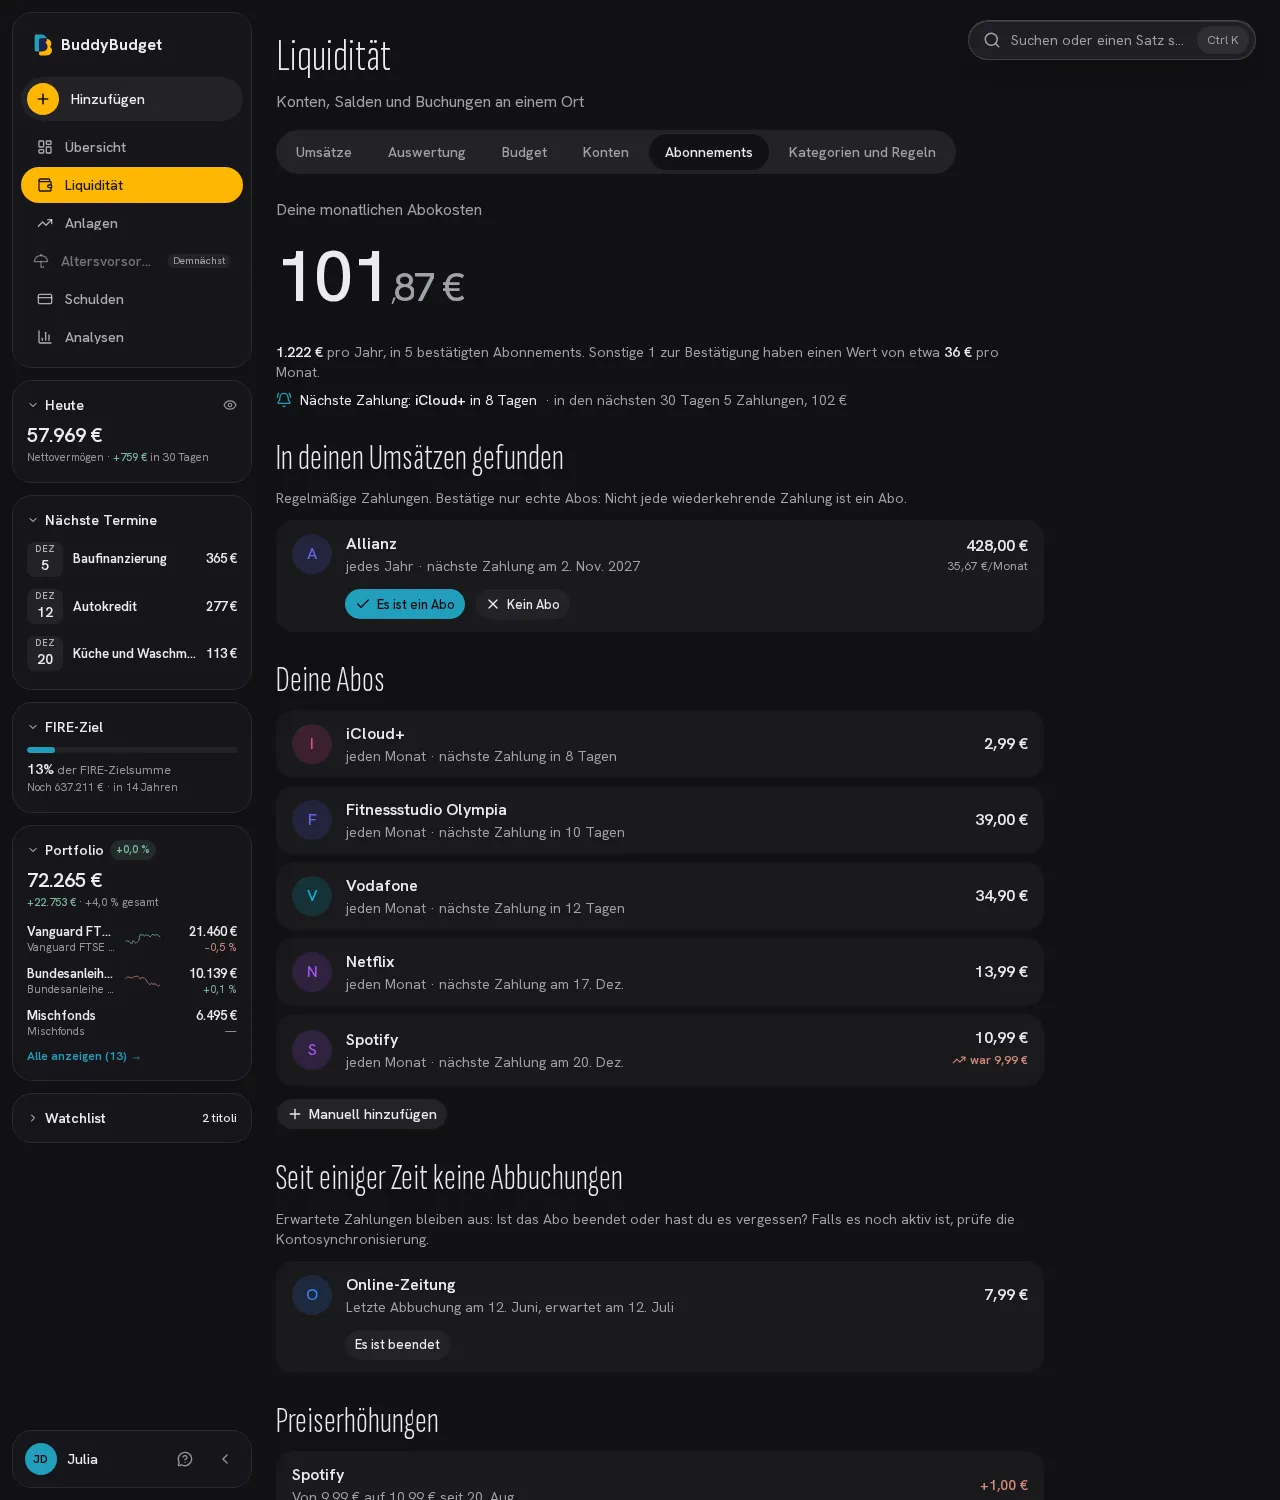 BuddyBudget
Hinzufügen
Übersicht
Liquidität
Anlagen
Altersvorsor... Demnächst
Schulden
Analysen
Heute
57.969 €
Nettovermögen · +759 € in 30 Tagen
Nächste Termine
DEZ
5
Baufinanzierung 365 €
DEZ
12
Autokredit 277 €
DEZ
20
Küche und Waschm... 113 €
FIRE-Ziel
13% der FIRE-Zielsumme
Noch 637.211 € · in 14 Jahren
Portfolio +0,0 %
72.265 €
+22.753 € · +4,0 % gesamt
Vanguard FT... 21.460 €
Vanguard FTSE ... −0,5 %
Bundesanleih... 10.139 €
Bundesanleihe ... +0,1 %
Mischfonds 6.495 €
Mischfonds —
Alle anzeigen (13) →
Watchlist 2 titoli
JD Julia
Liquidität
Suchen oder einen Satz s... Ctrl K
Konten, Salden und Buchungen an einem Ort
Umsätze Auswertung Budget Konten Abonnements Kategorien und Regeln
Deine monatlichen Abokosten
101,87 €
1.222 € pro Jahr, in 5 bestätigten Abonnements. Sonstige 1 zur Bestätigung haben einen Wert von etwa 36 € pro
Monat.
Nächste Zahlung: iCloud+ in 8 Tagen · in den nächsten 30 Tagen 5 Zahlungen, 102 €
In deinen Umsätzen gefunden
Regelmäßige Zahlungen. Bestätige nur echte Abos: Nicht jede wiederkehrende Zahlung ist ein Abo.
A
Allianz 428,00 €
jedes Jahr · nächste Zahlung am 2. Nov. 2027 35,67 €/Monat
Es ist ein Abo Kein Abo
Deine Abos
I
iCloud+ 2,99 €
jeden Monat · nächste Zahlung in 8 Tagen
F
Fitnessstudio Olympia 39,00 €
jeden Monat · nächste Zahlung in 10 Tagen
V
Vodafone 34,90 €
jeden Monat · nächste Zahlung in 12 Tagen
N
Netflix 13,99 €
jeden Monat · nächste Zahlung am 17. Dez.
S
Spotify 10,99 €
jeden Monat · nächste Zahlung am 20. Dez. war 9,99 €
Manuell hinzufügen
Seit einiger Zeit keine Abbuchungen
Erwartete Zahlungen bleiben aus: Ist das Abo beendet oder hast du es vergessen? Falls es noch aktiv ist, prüfe die
Kontosynchronisierung.
O
Online-Zeitung 7,99 €
Letzte Abbuchung am 12. Juni, erwartet am 12. Juli
Es ist beendet
Preiserhöhungen
Spotify +1,00 €
Von 9,99 € auf 10,99 € seit 20. Aug.